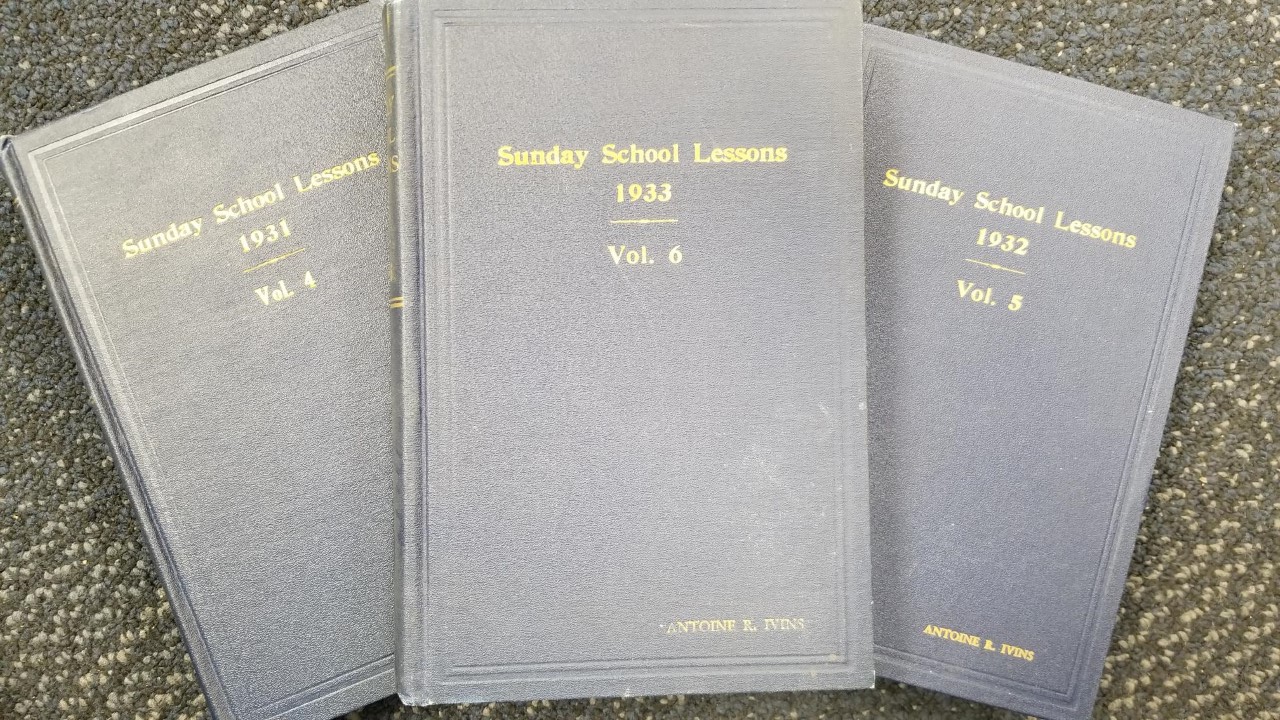 Sunday School Lessons
1931
Vol. 4
Sunday School Lessons
1933
Vol. 6
ANTOINE R. IVINS
Sunday School Lessons
1932
Vol. 5
ANTOINE R. IVINS